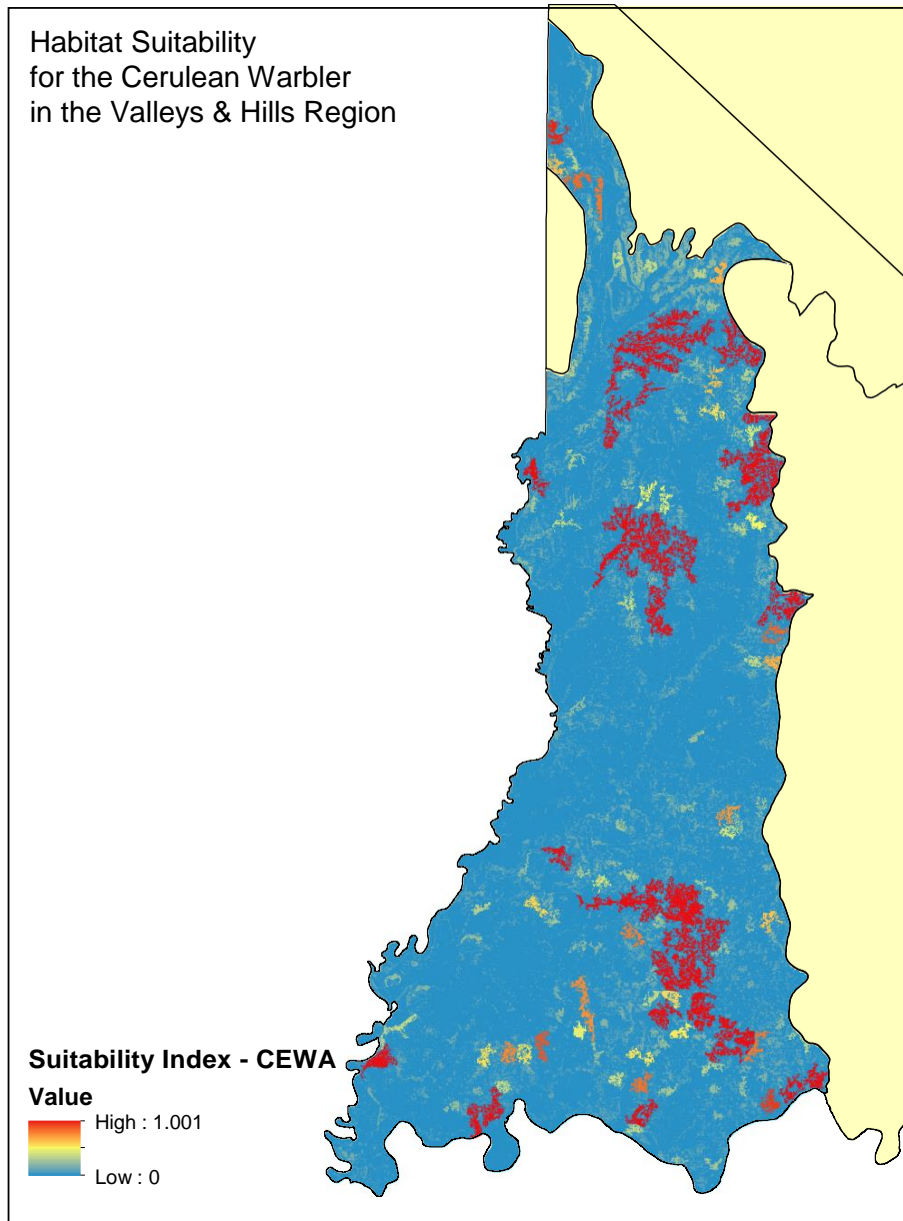 Habitat Suitability
for the Cerulean Warbler
in the Valleys & Hills Region
Suitability Index - CEWA
Value
High : 1.001
Low : 0